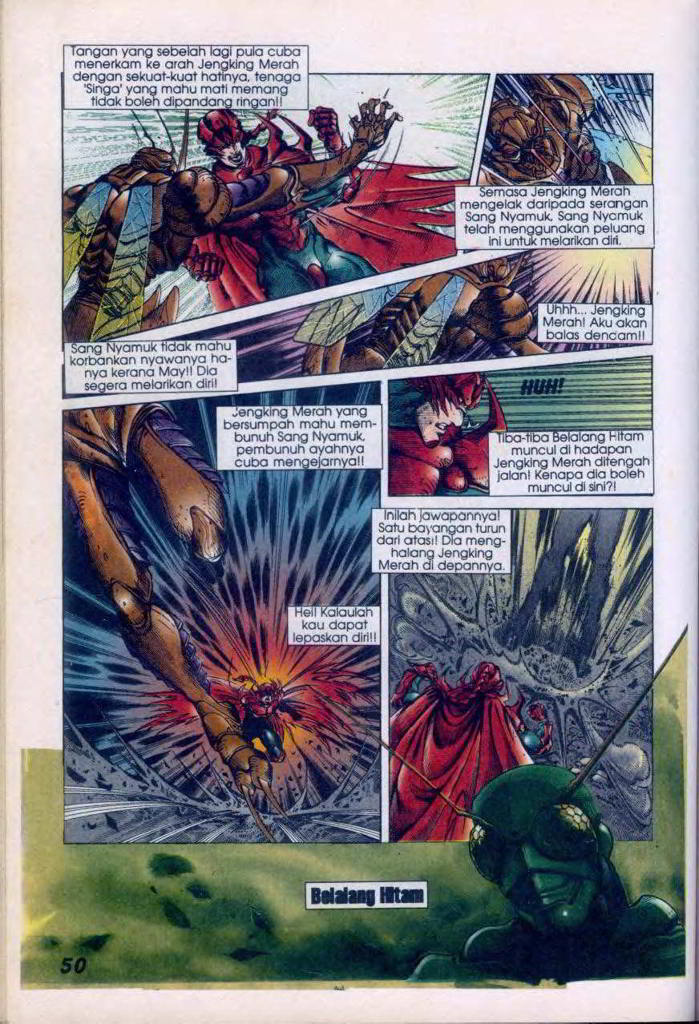 Tangan yang sebelah lagi pula cuba
menerkam ke arah Jengking Merah
dengan sekuat-kuat hatinya, tenaga
'Singa' yang mahu mati memang
tidak boleh dipandang ringan!!
Semasa Jengking Merah
mengelak daripada serangan
Sang Nyamuk, Sang Nyamuk
telah menggunakan peluang
ini untuk melarikan diri.
Sang Nyamuk tidak mahu
korbankan nyawanya ha-
nya kerana May!! Dia
segera melarikan diri!
Uhhh... Jengking
Merah! Aku akan
balas dendam!!
Jengking Merah yang
bersumpah mahu mem-
bunuh Sang Nyamuk,
pembunuh ayahnya
cuba mengejarnya!!
Hei! Kalaulah
kau dapat
lepaskan diri!!
HUH!
Tiba-tiba Belalang Hitam
muncul di hadapan
Jengking Merah ditengah
jalan! Kenapa dia boleh
muncul di sini?!
Inilah jawapannya!
Satu bayangan turun
dari atas! Dia meng-
halang Jengking
Merah di depannya.
Belalang Hitam
50